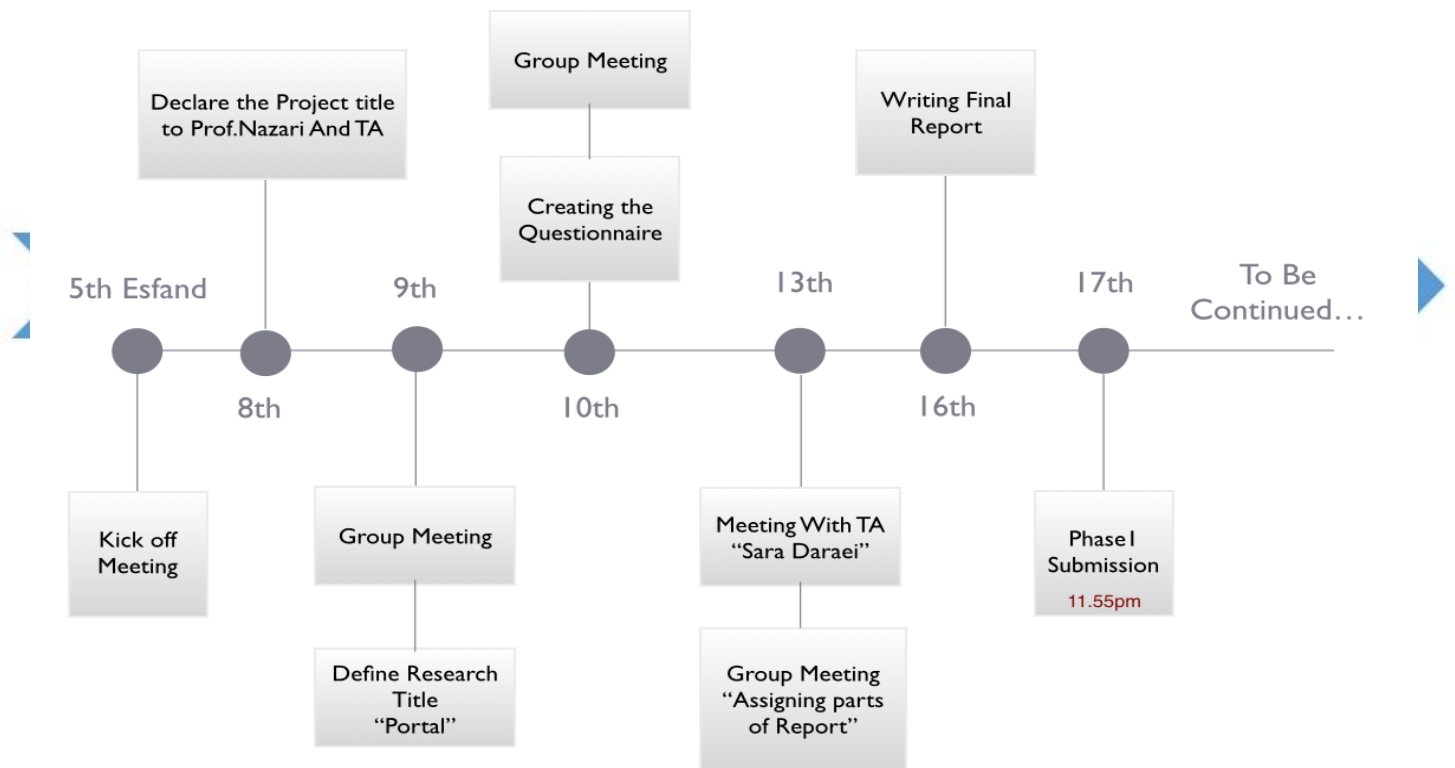 Group Meeting
Declare the Project title
to Prof.Nazari And TA
Writing Final
Report
Creating the
Questionnaire
5th Esfand
9th
13th
17th
To Be
Continued...
8th
10th
16th
Kick off
Meeting
Group Meeting
Define Research
Title
“Portal”
Meeting With TA
“Sara Daraei”
Group Meeting
“Assigning parts
of Report”
Phase1
Submission
11.55pm